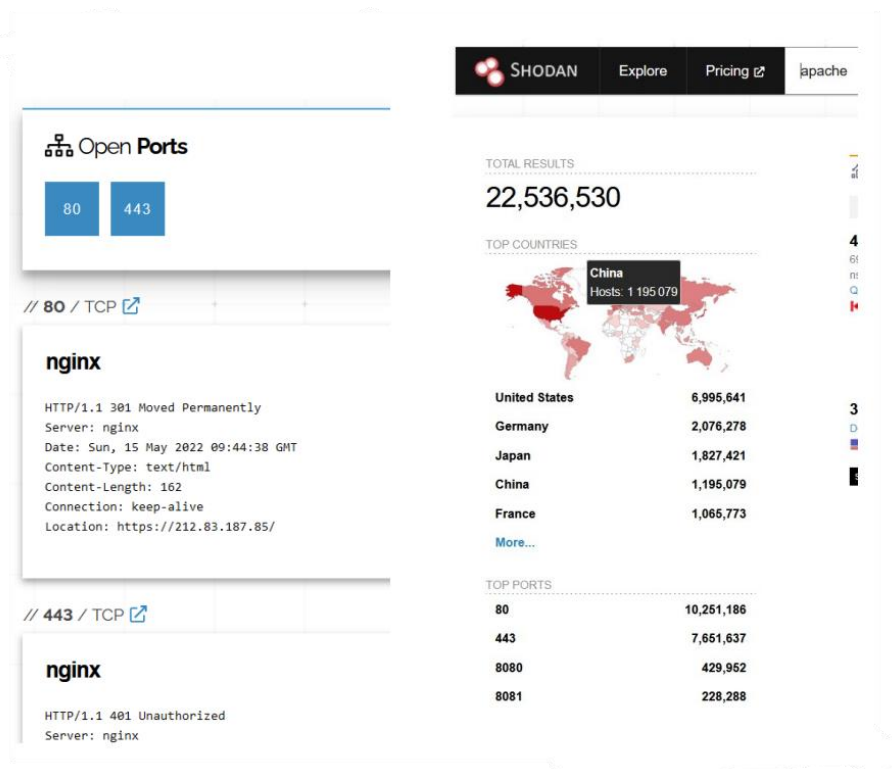 Open Ports
80 443
// 80 / TCP
nginx
HTTP/1.1 301 Moved Permanently
Server: nginx
Date: Sun, 15 May 2022 09:44:38 GMT
Content-Type: text/html
Content-Length: 162
Connection: keep-alive
Location: https://212.83.187.85/
// 443 / TCP
nginx
HTTP/1.1 401 Unauthorized
Server: nginx
SHODAN Explore Pricing apache
TOTAL RESULTS
22,536,530
TOP COUNTRIES
China
Hosts: 1 195 079
United States 6,995,641
Germany 2,076,278
Japan 1,827,421
China 1,195,079
France 1,065,773
More...
TOP PORTS
80 10,251,186
443 7,651,637
8080 429,952
8081 228,288